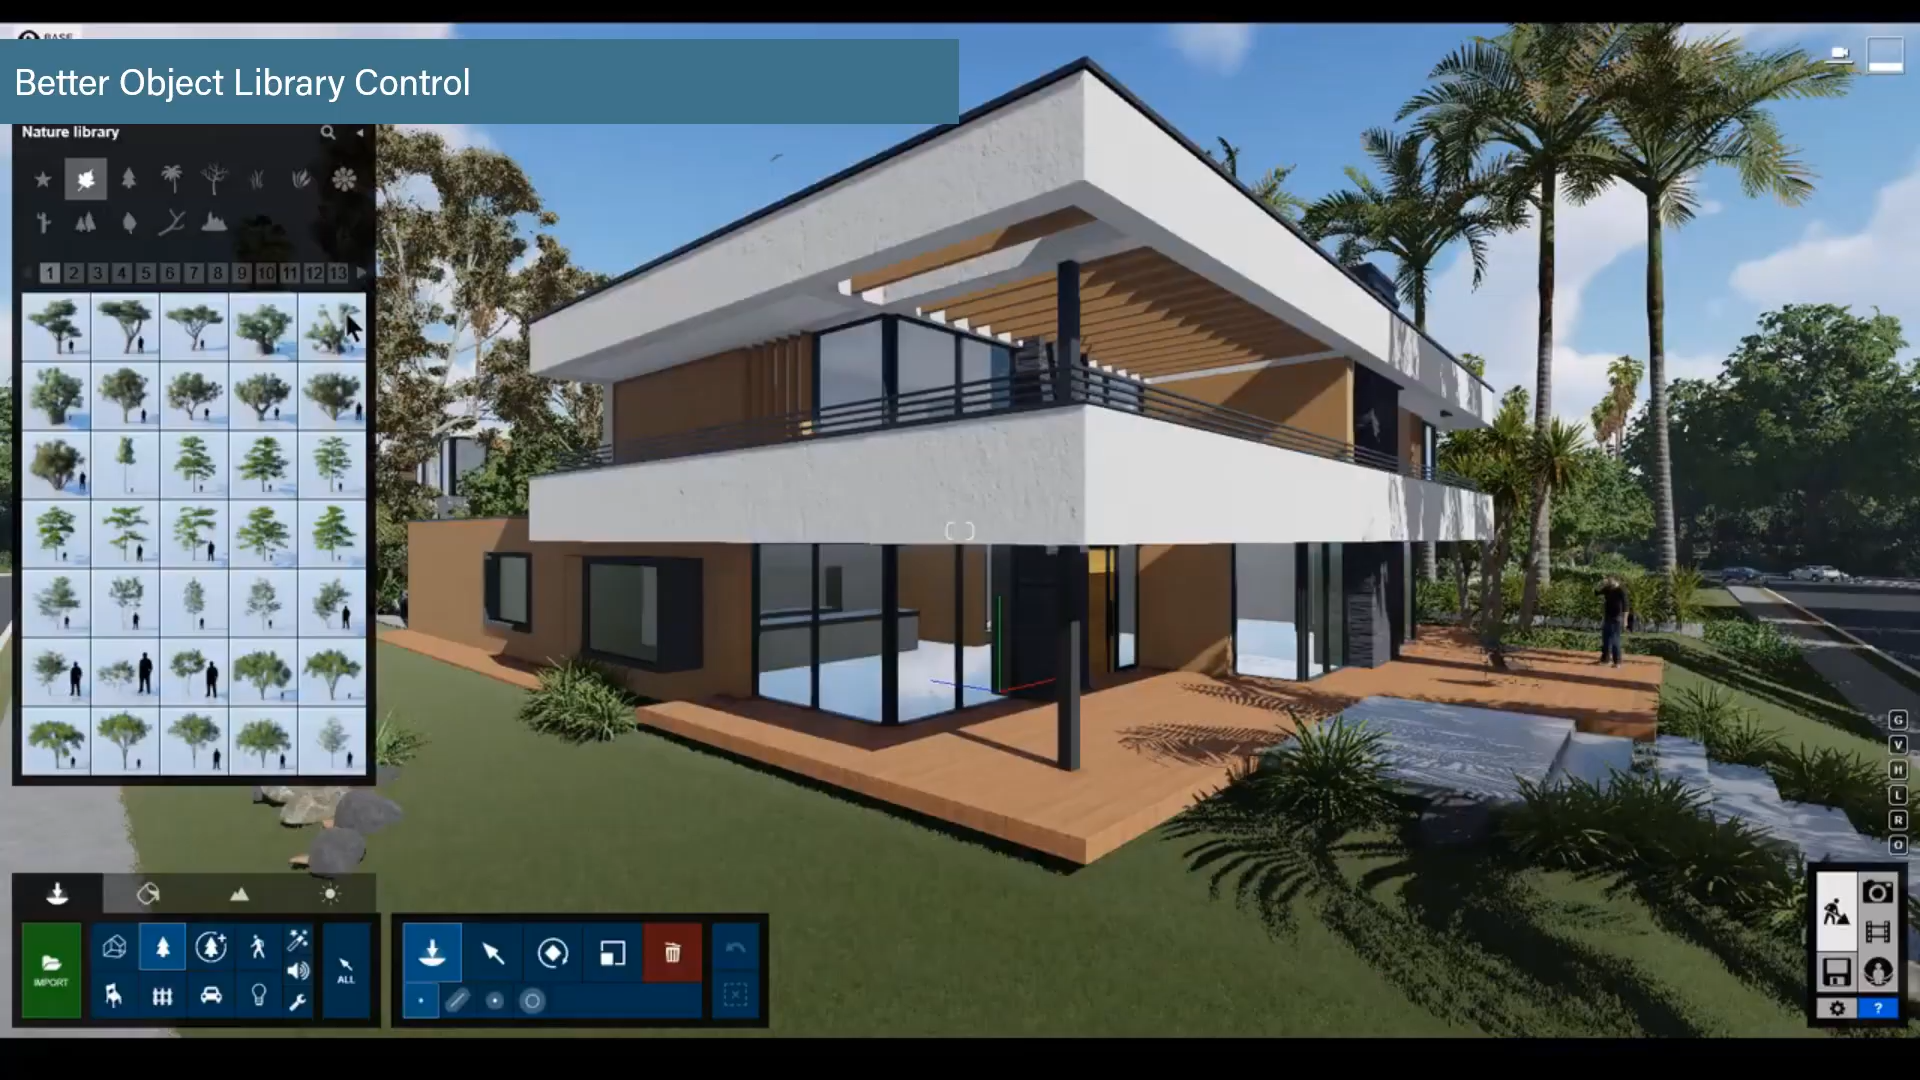 BASE
Better Object Library Control
Nature library
1 2 3 4 5 6 7 8 9 10 11 12 13
G
V
H
L
R
O
IMPORT
ALL
?